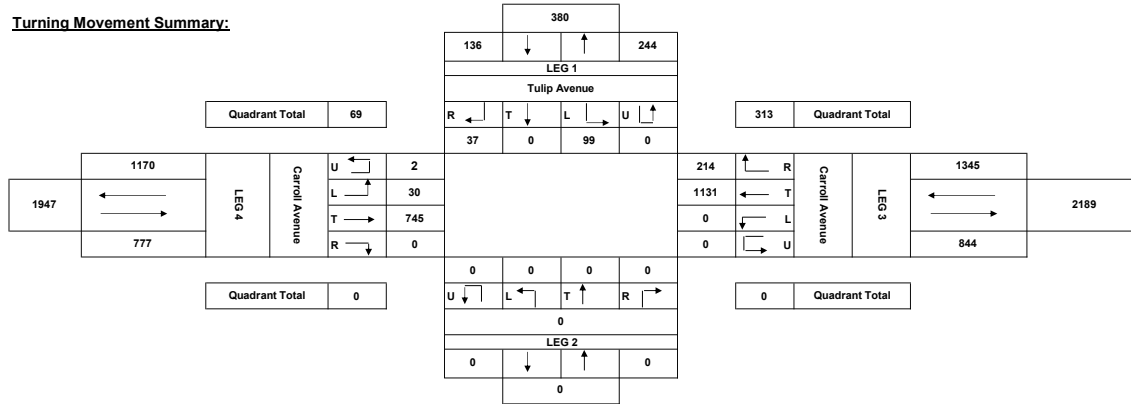 Turning Movement Summary:
380
136 244
LEG 1
Tulip Avenue
Quadrant Total 69
R T L U
313 Quadrant Total
37 0 99 0
1170 LEG 4 Carroll Avenue U 2
214 R Carroll Avenue LEG 3 1345
1947 L 30
1131 T 2189
T 745
0 L
777 R 0
0 U 844
0 0 0 0
Quadrant Total 0
U L T R
0 Quadrant Total
0
LEG 2
0 0
0